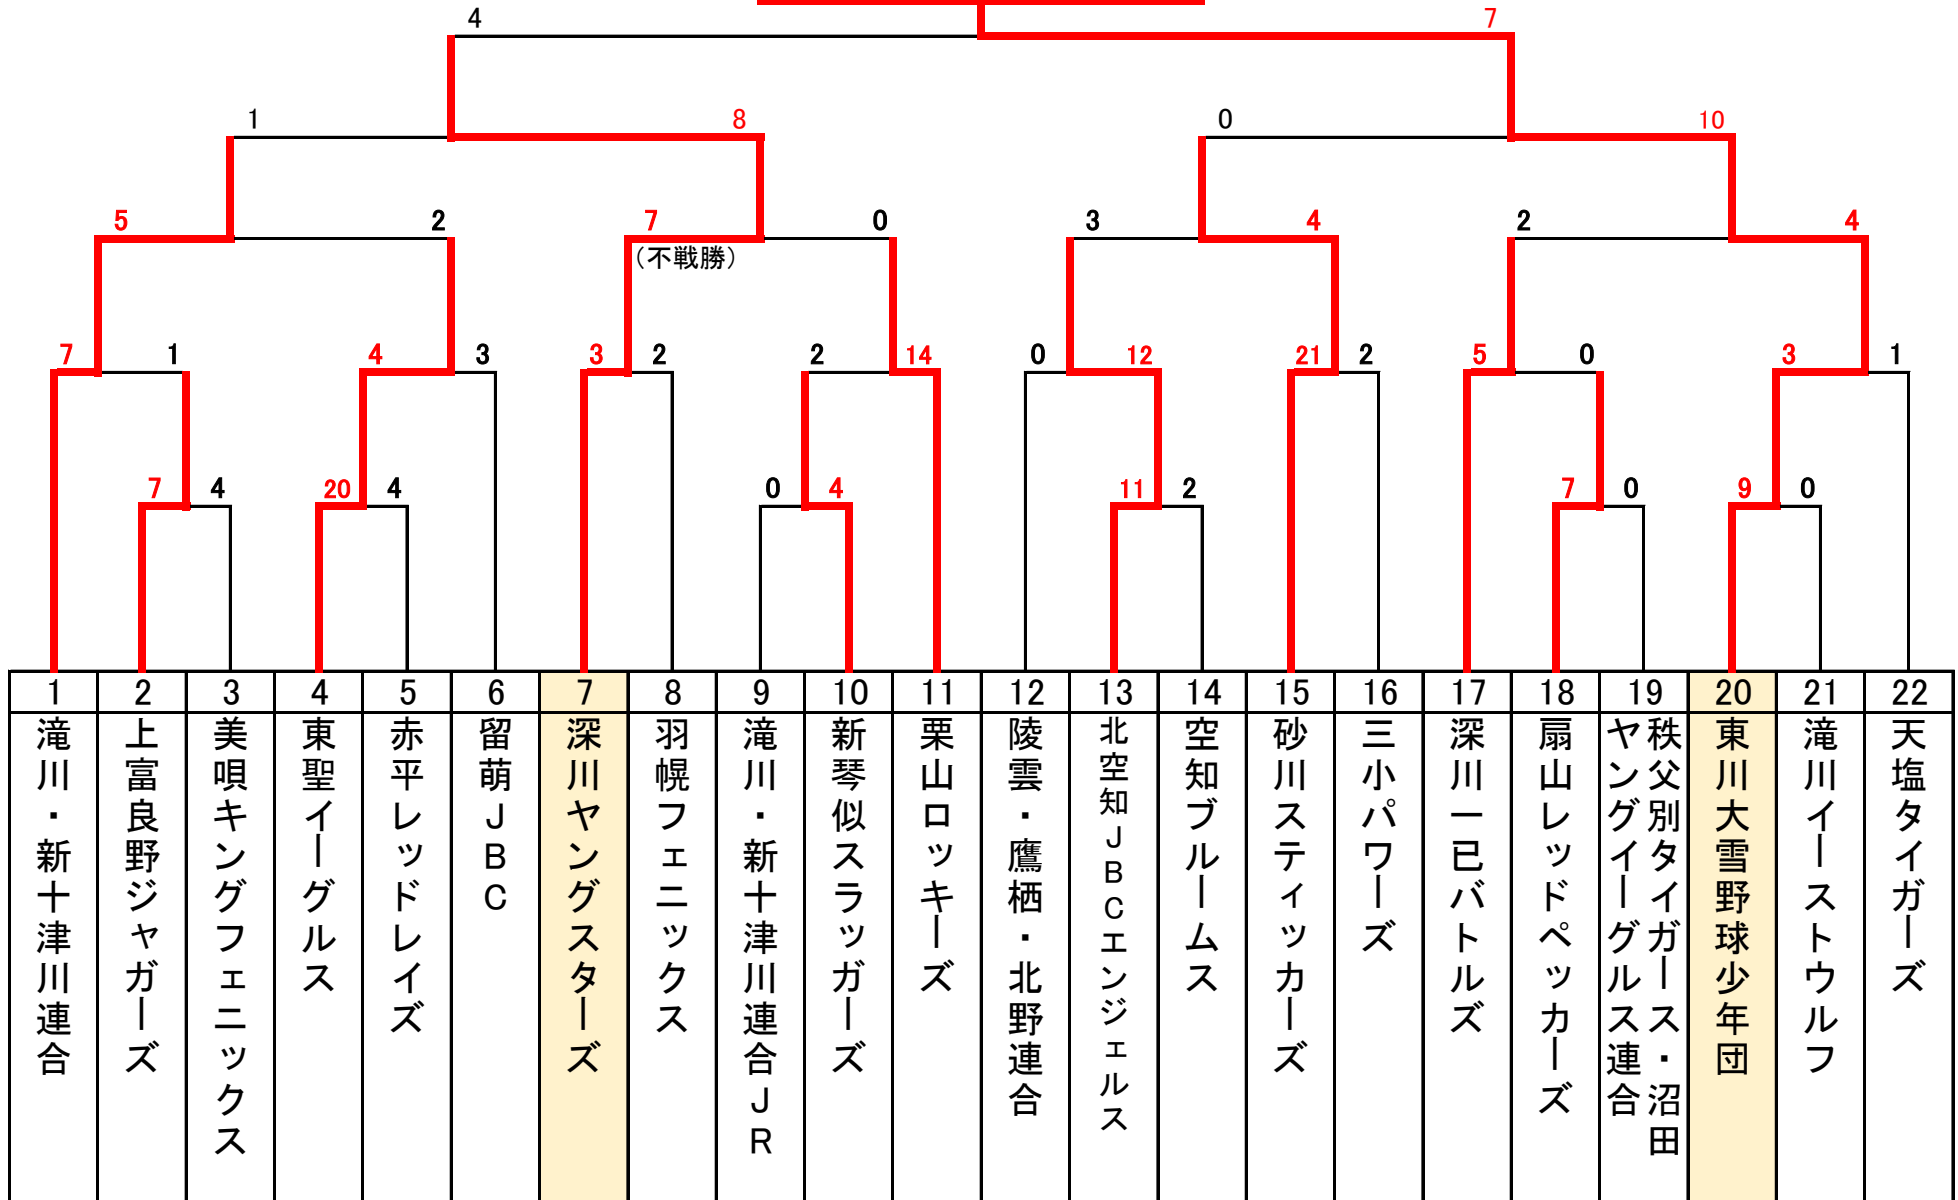 4 7
1 8 0 10
5 2 7 0 3 4 2 4
（不戦勝）
7 1 4 3 3 2 2 14 0 12 21 2 5 0 3 1
7 4 20 4 0 4 11 2 7 0 9 0
1 2 3 4 5 6 7 8 9 10 11 12 13 14 15 16 17 18 19 20 21 22
滝川・新十津川連合
上富良野ジャガーズ
美唄キングフェニックス
東聖イーグルス
赤平レッドレイズ
留萌JBC
深川ヤングスターズ
羽幌フェニックス
滝川・新十津川連合JR
新琴似スラッガーズ
栗山ロッキーズ
陵雲・鷹栖・北野連合
北空知JBCエンジェルス
空知ブルームス
砂川スティッカーズ
三小パワーズ
深川一已バトルズ
扇山レッドペッカーズ
秩父別タイガース・沼田
ヤングイーグルス連合
東川大雪野球少年団
滝川イーストウルフ
天塩タイガーズ